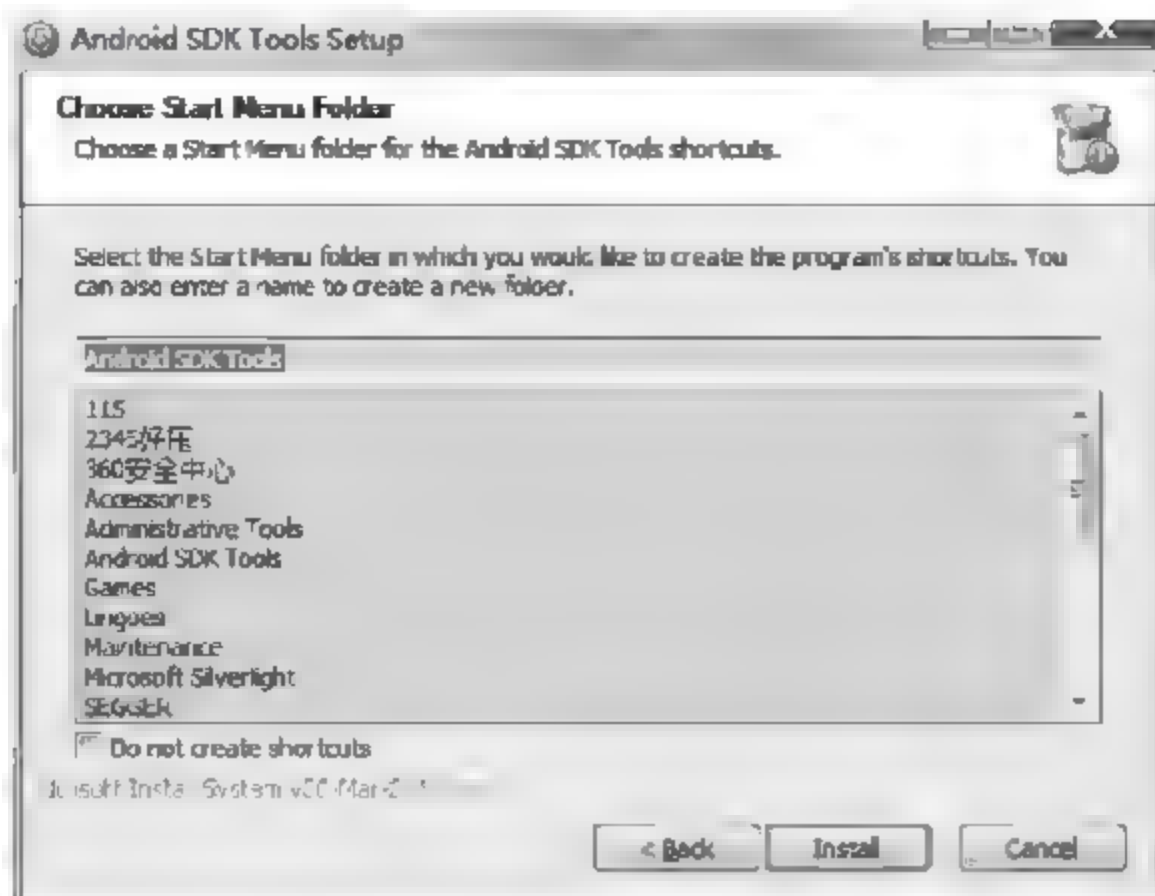 Android SDK Tools Setup
Choose Start Menu Folder
Choose a Start Menu folder for the Android SDK Tools shortcuts.
Select the Start Menu folder in which you would like to create the program's shortcuts. You
can also enter a name to create a new folder.
Android SDK Tools
115
2345好压
360安全中心
Accessories
Administrative Tools
Android SDK Tools
Games
Lingoes
Maintenance
Microsoft Silverlight
SEGGER
Do not create shortcuts
Install System
< Back
Install
Cancel